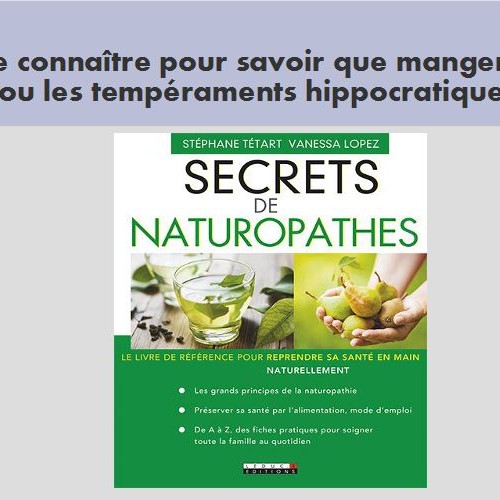 e connaître pour savoir que manger
ou les tempéraments hippocratique
STÉPHANE TÉTART VANESSA LOPEZ
SECRETS
DE
NATUROPATHES
LE LIVRE DE RÉFÉRENCE POUR REPRENDRE SA SANTÉ EN MAIN
NATURELLEMENT
Les grands principes de la naturopathie
Préserver sa santé par l'alimentation, mode d'emploi
De A à Z, des fiches pratiques pour soigner
toute la famille au quotidien
LEDUC.S
EDITIONS